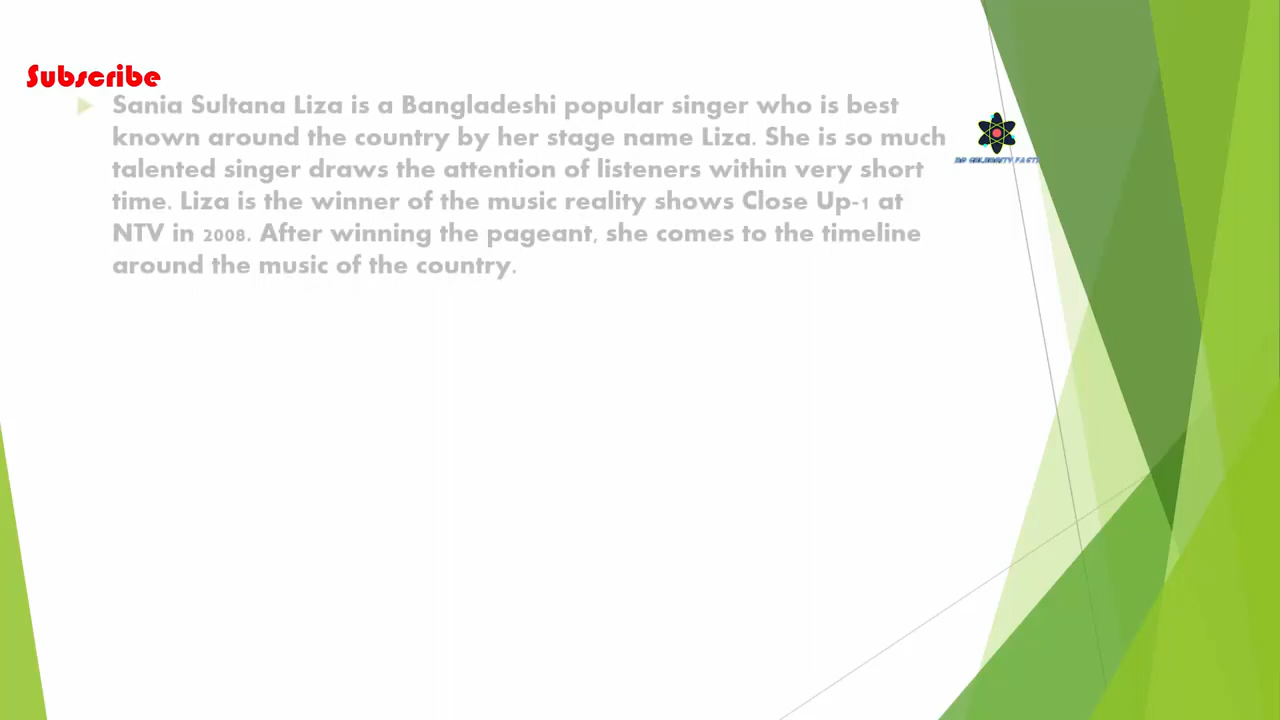 Subscribe
Sania Sultana Liza is a Bangladeshi popular singer who is best
known around the country by her stage name Liza. She is so much
talented singer draws the attention of listeners within very short
time. Liza is the winner of the music reality shows Close Up-1 at
NTV in 2008. After winning the pageant, she comes to the timeline
around the music of the country.
CELEBRITY FACTS